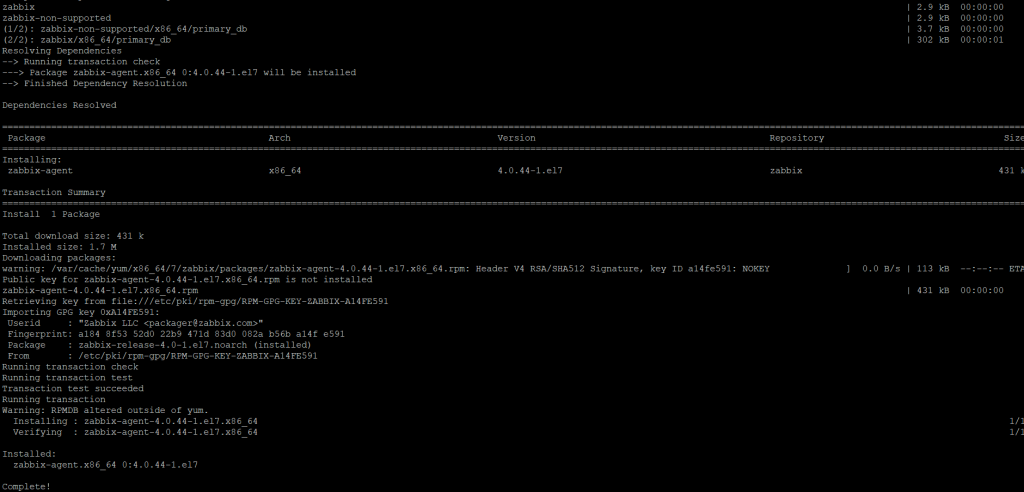 zabbix | 2.9 kB 00:00:00
zabbix-non-supported | 2.9 kB 00:00:00
(1/2): zabbix-non-supported/x86_64/primary_db | 3.7 kB 00:00:00
(2/2): zabbix/x86_64/primary_db | 302 kB 00:00:01
Resolving Dependencies
--> Running transaction check
---> Package zabbix-agent.x86_64 0:4.0.44-1.el7 will be installed
--> Finished Dependency Resolution
Dependencies Resolved
================================================================================
Package Arch Version Repository Size
================================================================================
Installing:
zabbix-agent x86_64 4.0.44-1.el7 zabbix 431 k
Transaction Summary
================================================================================
Install 1 Package
Total download size: 431 k
Installed size: 1.7 M
Downloading packages:
warning: /var/cache/yum/x86_64/7/zabbix/packages/zabbix-agent-4.0.44-1.el7.x86_64.rpm: Header V4 RSA/SHA512 Signature, key ID a14fe591: NOKEY ] 0.0 B/s | 113 kB --:--:-- ETA
Public key for zabbix-agent-4.0.44-1.el7.x86_64.rpm is not installed
zabbix-agent-4.0.44-1.el7.x86_64.rpm | 431 kB 00:00:00
Retrieving key from file:///etc/pki/rpm-gpg/RPM-GPG-KEY-ZABBIX-A14FE591
Importing GPG key 0xA14FE591:
Userid : "Zabbix LLC <packager@zabbix.com>"
Fingerprint: a184 8f53 52d0 22b9 471d 83d0 082a b56b a14f e591
Package : zabbix-release-4.0-1.el7.noarch (installed)
From : /etc/pki/rpm-gpg/RPM-GPG-KEY-ZABBIX-A14FE591
Running transaction check
Running transaction test
Transaction test succeeded
Running transaction
Warning: RPMDB altered outside of yum.
Installing : zabbix-agent-4.0.44-1.el7.x86_64 1/1
Verifying : zabbix-agent-4.0.44-1.el7.x86_64 1/1
Installed:
zabbix-agent.x86_64 0:4.0.44-1.el7
Complete!